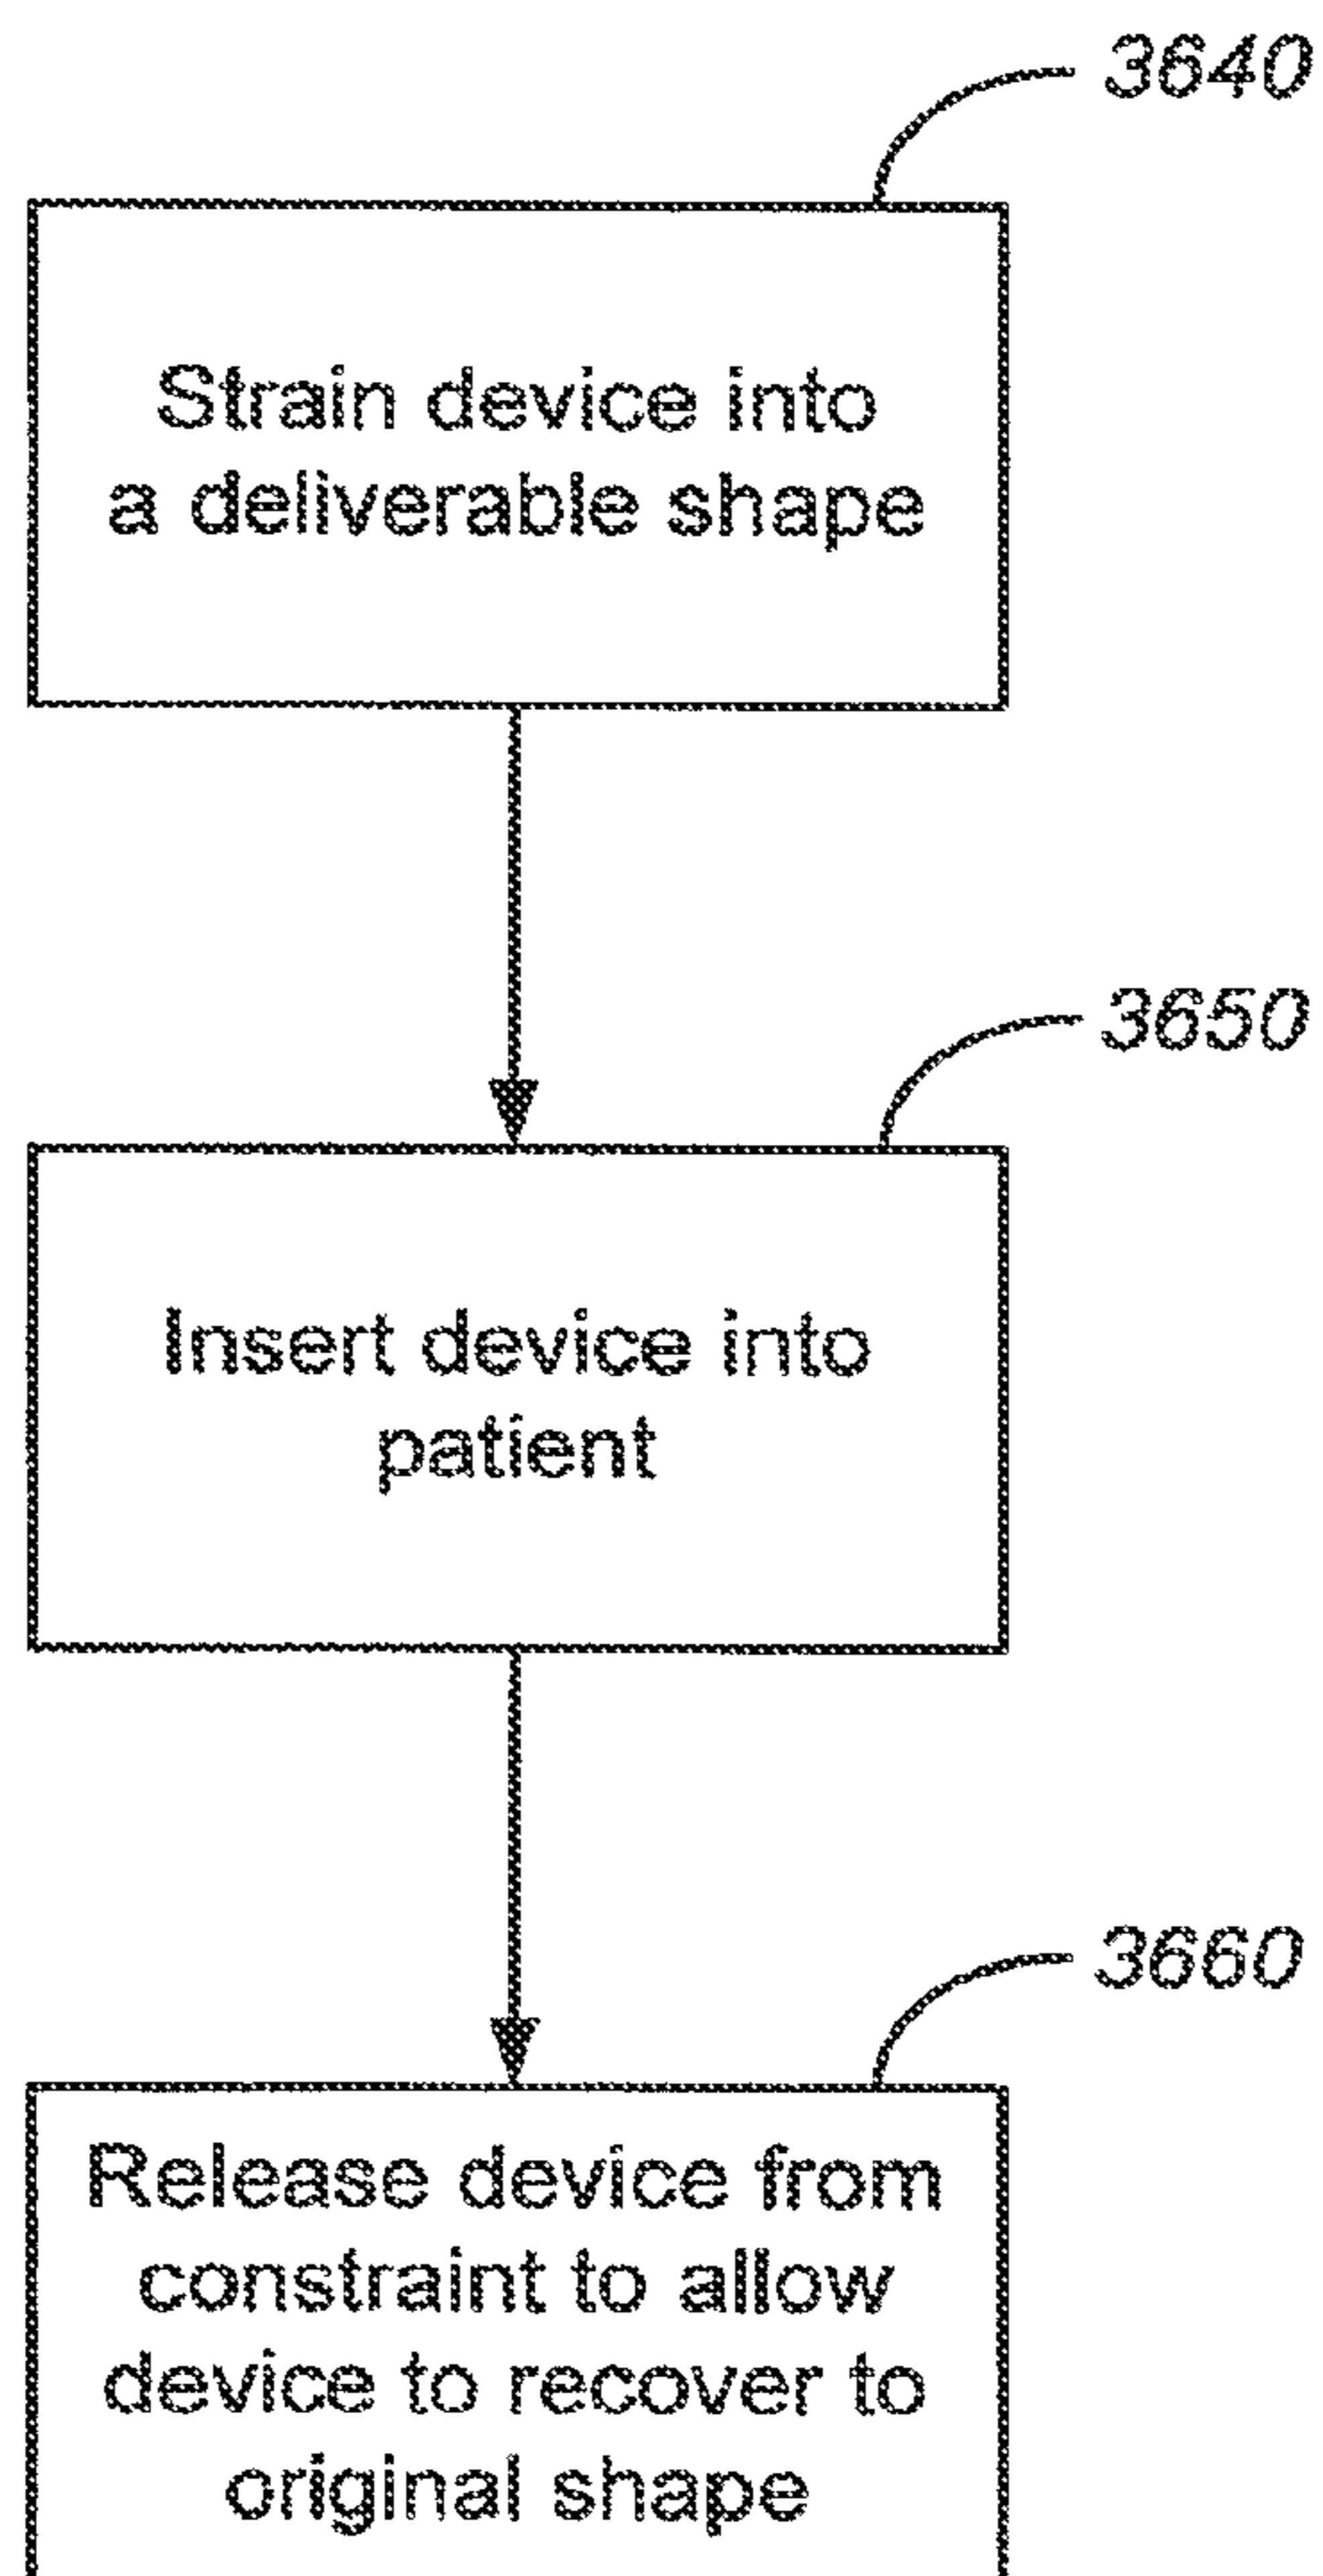 3640
Strain device into
a deliverable shape
3650
Insert device into
patient
3660
Release device from
constraint to allow
device to recover to
original shape